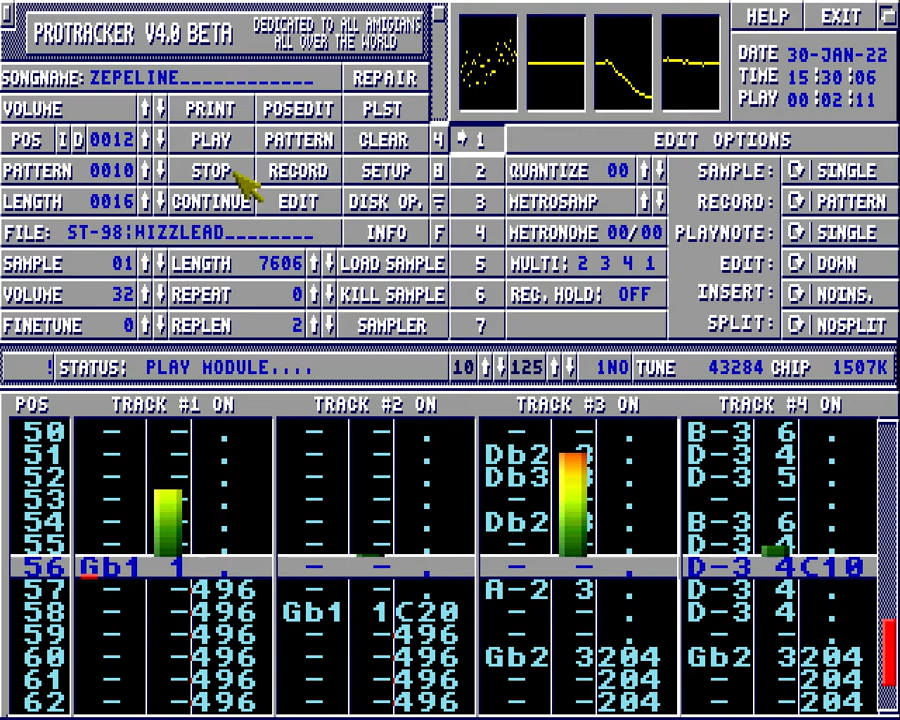 PROTRACKER V4.0 BETA DEDICATED TO ALL AMIGIANS
ALL OVER THE WORLD
HELP EXIT
DATE 30-JAN-22
TIME 15:30:06
PLAY 00:02:11
SONGNAME: ZEPELINE____________ REPAIR
VOLUME PRINT POSEDIT PLST
POS I D 0012 PLAY PATTERN CLEAR 4 1 EDIT OPTIONS
PATTERN 0010 STOP RECORD SETUP 8 2 QUANTIZE 00 SAMPLE: SINGLE
LENGTH 0016 CONTINUE EDIT DISK OP. 3 METROSAMP RECORD: PATTERN
FILE: ST-98:MIZZLEAD________ INFO F 4 METRONOME 00/00 PLAYNOTE: SINGLE
SAMPLE 01 LENGTH 7606 LOAD SAMPLE 5 MULTI: 2 3 4 1 EDIT: DOWN
VOLUME 32 REPEAT 0 KILL SAMPLE 6 REC.HOLD: OFF INSERT: NOINS.
FINETUNE 0 REPLEN 2 SAMPLER 7 SPLIT: NOSPLIT
! STATUS: PLAY MODULE.... 10 125 1NO TUNE 43284 CHIP 1507K
POS TRACK #1 ON TRACK #2 ON TRACK #3 ON TRACK #4 ON
50 - - . - - . - - . B-3 6 .
51 - - . - - . Db2 3 . D-3 4 .
52 - - . - - . Db3 . D-3 5 .
53 - - . - - . - . - - .
54 - - . - - . Db2 . B-3 6 .
55 - - . - - . - . D-3 4 .
56 Gb1 1 . - - . - - . D-3 4C10
57 - -496 - - . A-2 3 . D-3 4 .
58 - -496 Gb1 1C20 - - . D-3 4 .
59 - -496 - -496 - - . - - .
60 - -496 - -496 Gb2 3204 Gb2 3204
61 - -496 - -496 - -204 - -204
62 - -496 - -496 - -204 - -204